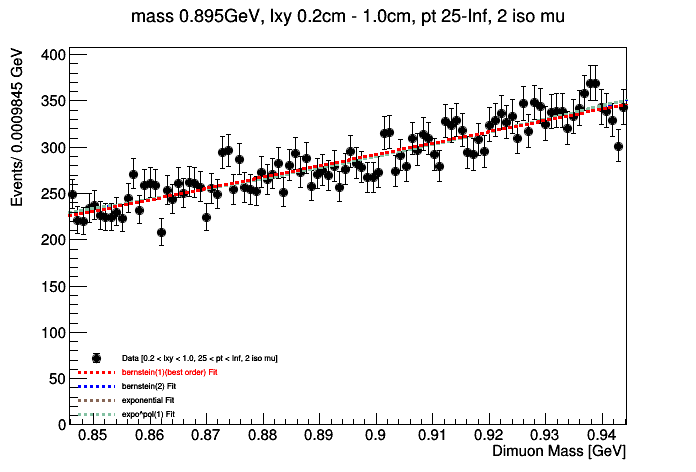 mass 0.895GeV, lxy 0.2cm - 1.0cm, pt 25-Inf, 2 iso mu
Events/ 0.0009845 GeV
400
350
300
250
200
150
100
50
0
Data [0.2 < lxy < 1.0, 25 < pt < Inf, 2 iso mu]
bernstein(1)(best order) Fit
bernstein(2) Fit
exponential Fit
expo*pol(1) Fit
0.85 0.86 0.87 0.88 0.89 0.9 0.91 0.92 0.93 0.94
Dimuon Mass [GeV]